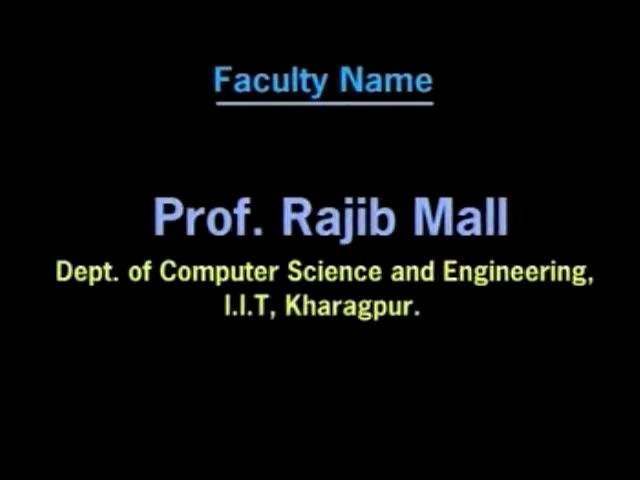 Faculty Name
Prof. Rajib Mall
Dept. of Computer Science and Engineering,
I.I.T, Kharagpur.